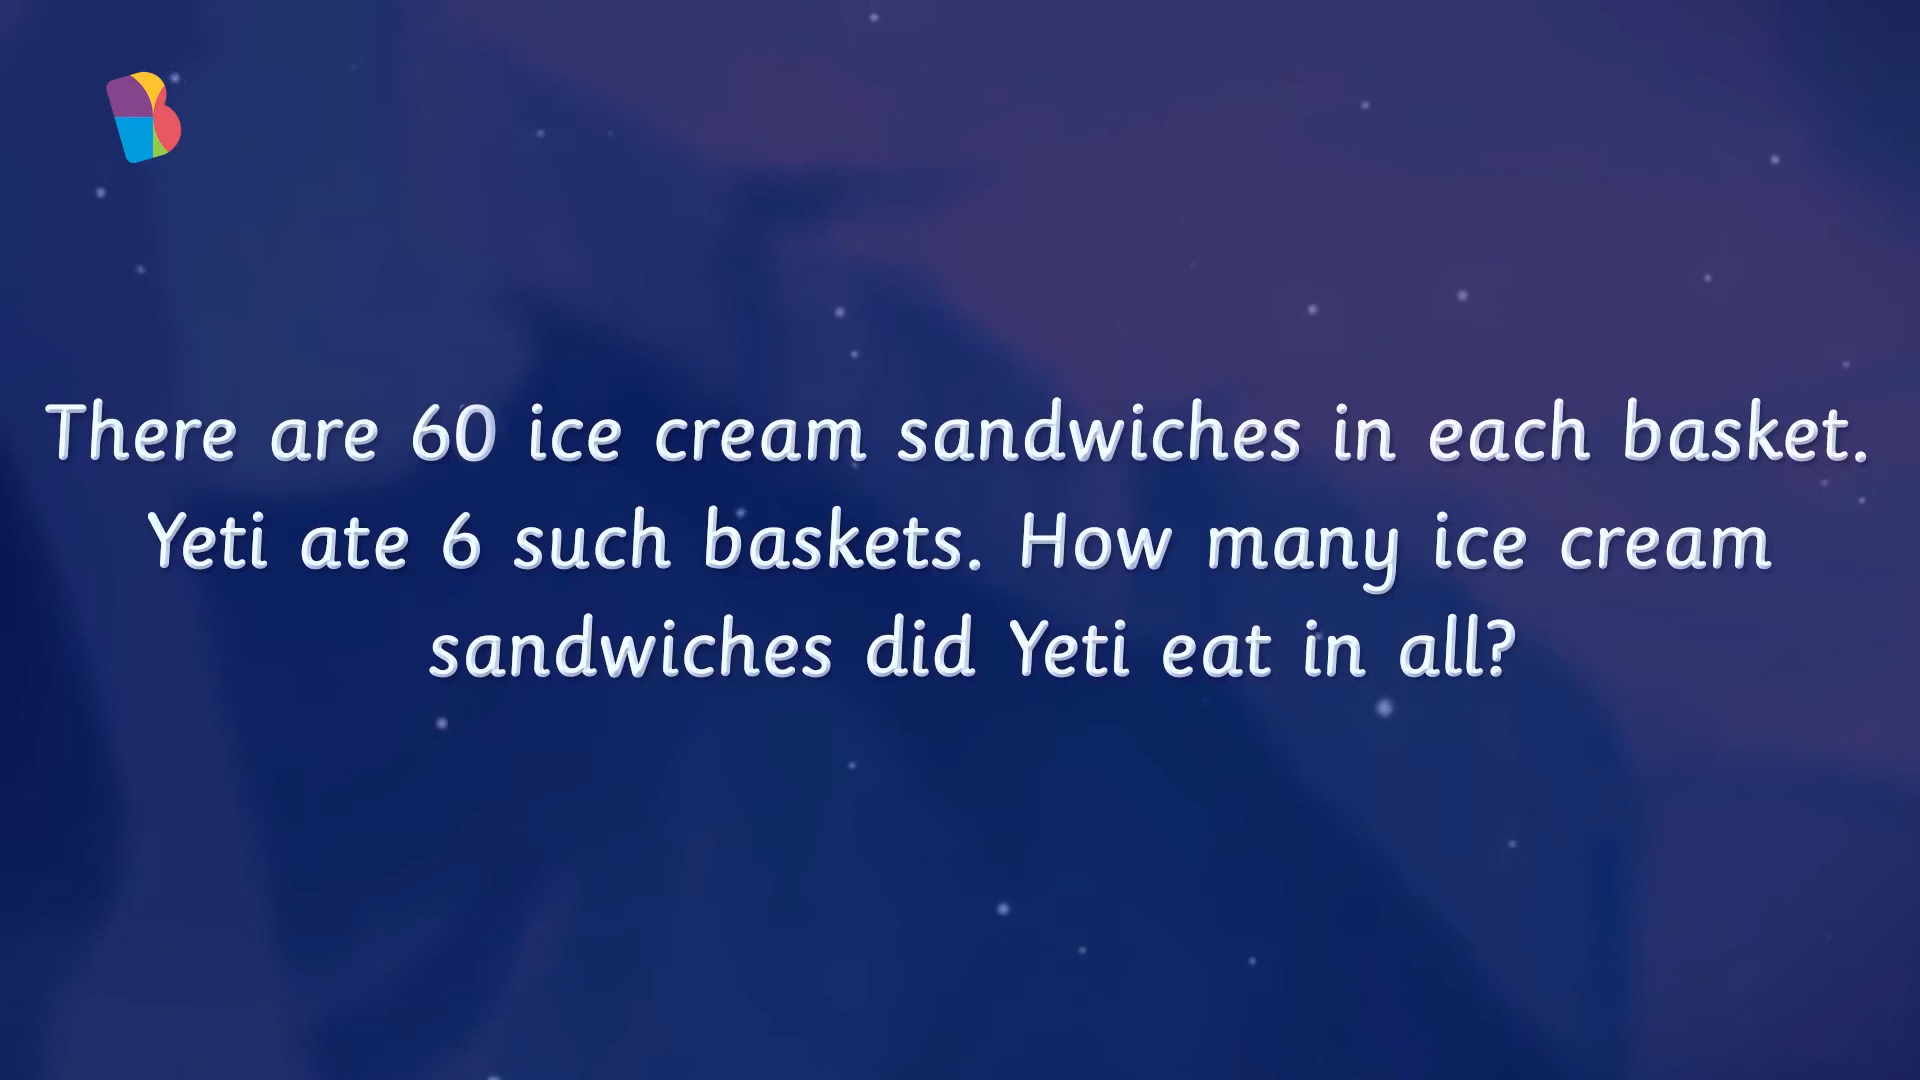 There are 60 ice cream sandwiches in each basket.
Yeti ate 6 such baskets. How many ice cream
sandwiches did Yeti eat in all?